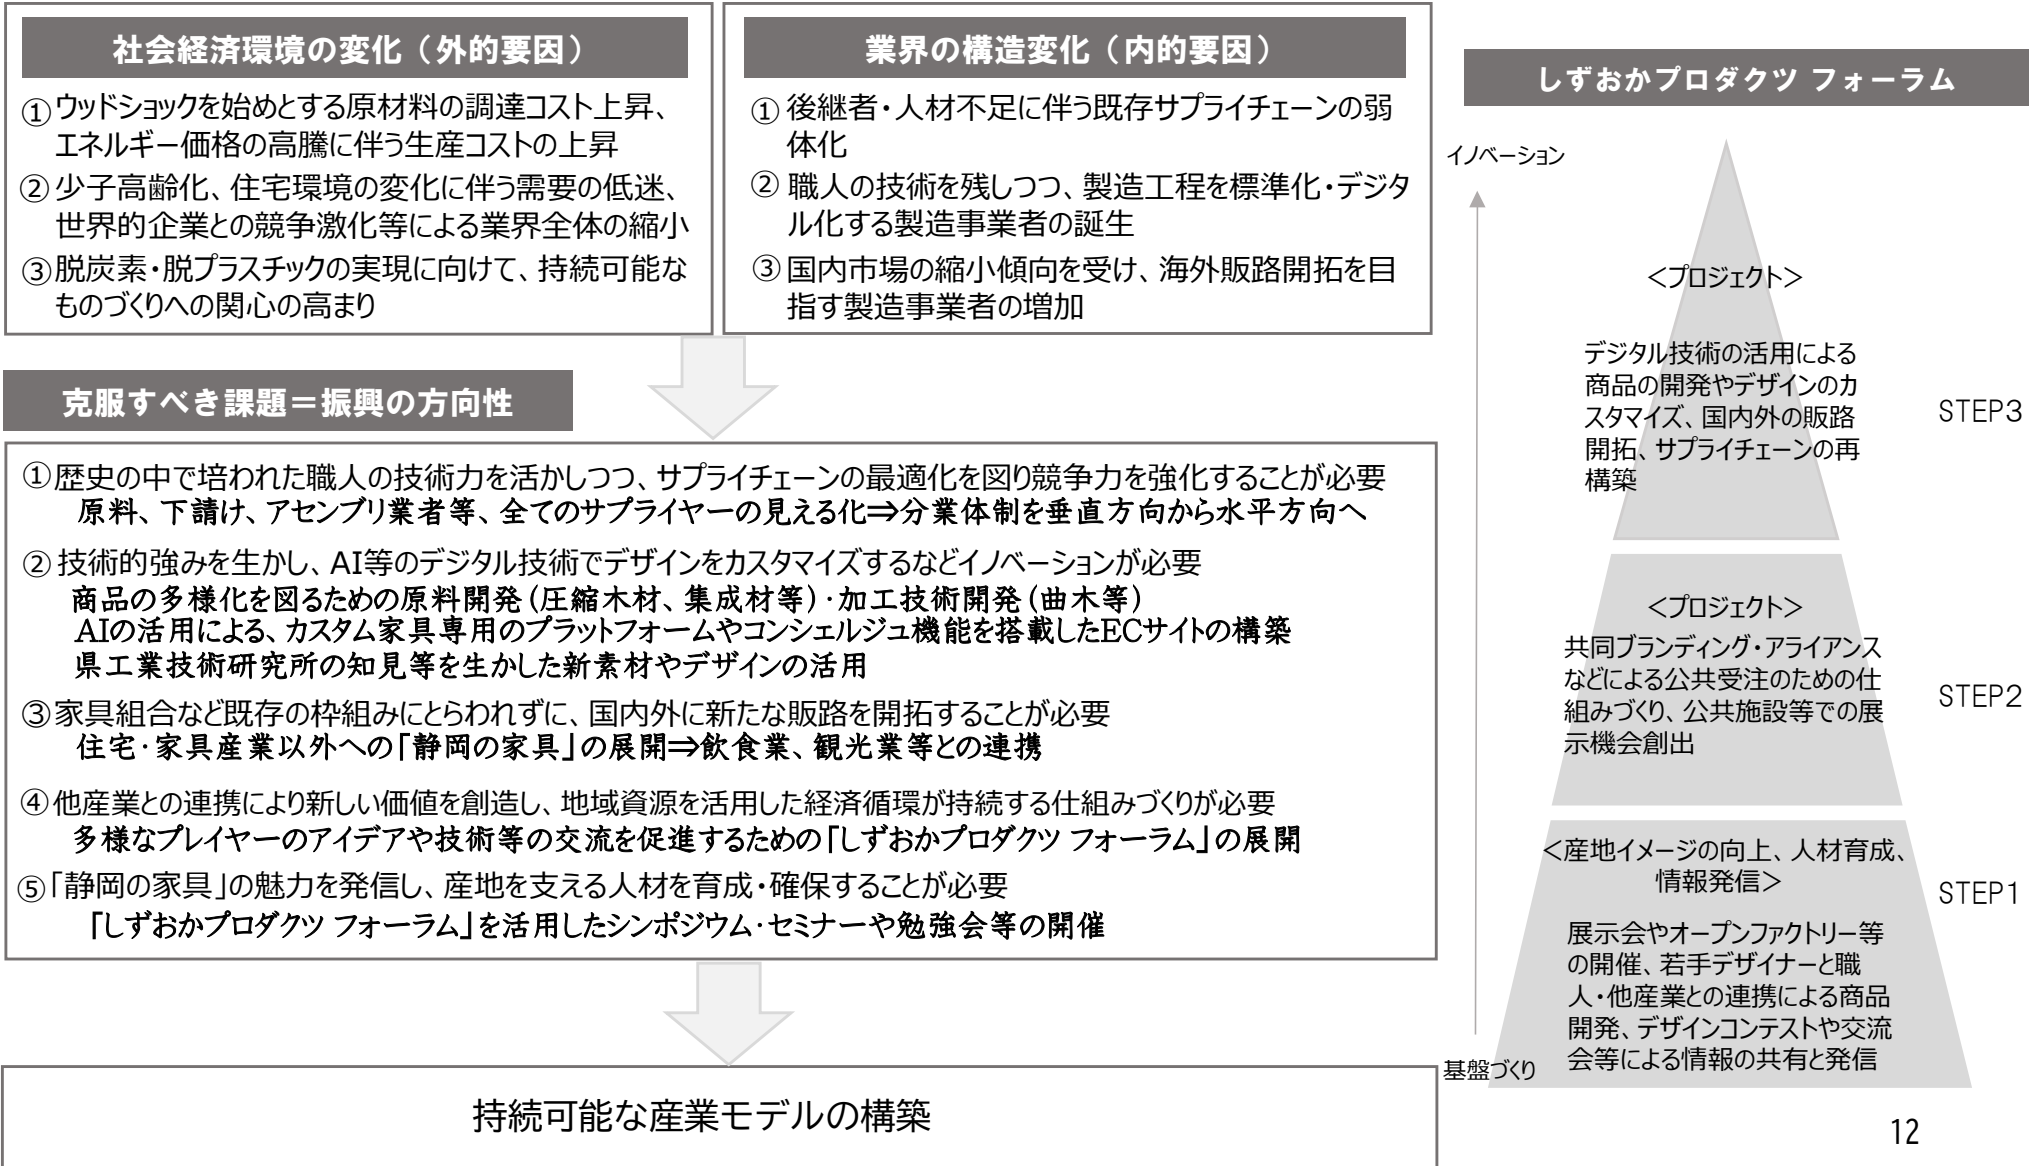 社会経済環境の変化（外的要因）
①ウッドショックを始めとする原材料の調達コスト上昇、
エネルギー価格の高騰に伴う生産コストの上昇
②少子高齢化、住宅環境の変化に伴う需要の低迷、
世界的企業との競争激化等による業界全体の縮小
③脱炭素・脱プラスチックの実現に向けて、持続可能な
ものづくりへの関心の高まり
業界の構造変化（内的要因）
①後継者・人材不足に伴う既存サプライチェーンの弱
体化
②職人の技術を残しつつ、製造工程を標準化・デジタ
ル化する製造事業者の誕生
③国内市場の縮小傾向を受け、海外販路開拓を目
指す製造事業者の増加
克服すべき課題＝振興の方向性
①歴史の中で培われた職人の技術力を活かしつつ、サプライチェーンの最適化を図り競争力を強化することが必要
原料、下請け、アセンブリ業者等、全てのサプライヤーの見える化⇒分業体制を垂直方向から水平方向へ
②技術的強みを生かし、AI等のデジタル技術でデザインをカスタマイズするなどイノベーションが必要
商品の多様化を図るための原料開発（圧縮木材、集成材等）・加工技術開発（曲木等）
AIの活用による、カスタム家具専用のプラットフォームやコンシェルジュ機能を搭載したECサイトの構築
県工業技術研究所の知見等を生かした新素材やデザインの活用
③家具組合など既存の枠組みにとらわれずに、国内外に新たな販路を開拓することが必要
住宅・家具産業以外への「静岡の家具」の展開⇒飲食業、観光業等との連携
④他産業との連携により新しい価値を創造し、地域資源を活用した経済循環が持続する仕組みづくりが必要
多様なプレイヤーのアイデアや技術等の交流を促進するための「しずおかプロダクツ フォーラム」の展開
⑤「静岡の家具」の魅力を発信し、産地を支える人材を育成・確保することが必要
「しずおかプロダクツ フォーラム」を活用したシンポジウム・セミナーや勉強会等の開催
持続可能な産業モデルの構築
しずおかプロダクツ フォーラム
イノベーション
＜プロジェクト＞
デジタル技術の活用による
商品の開発やデザインのカ
スタマイズ、国内外の販路
開拓、サプライチェーンの再
構築
STEP3
＜プロジェクト＞
共同ブランディング・アライアンス
などによる公共受注のための仕
組みづくり、公共施設等での展
示機会創出
STEP2
＜産地イメージの向上、人材育成、
情報発信＞
STEP1
展示会やオープンファクトリー等
の開催、若手デザイナーと職
人・他産業との連携による商品
開発、デザインコンテストや交流
会等による情報の共有と発信
基盤づくり
12